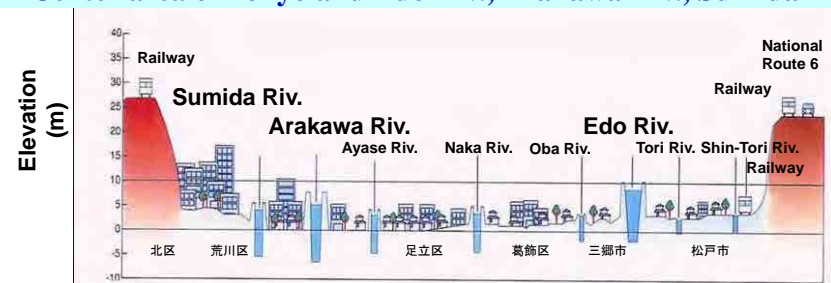 Railway
National
Route 6
Railway
Sumida Riv.
Arakawa Riv.
Edo Riv.
Ayase Riv.
Naka Riv.
Oba Riv.
Tori Riv.
Shin-Tori Riv.
Railway
Elevation
(m)
40
35
30
25
20
15
10
5
0
-5
-10
北区
荒川区
足立区
葛飾区
三郷市
松戸市